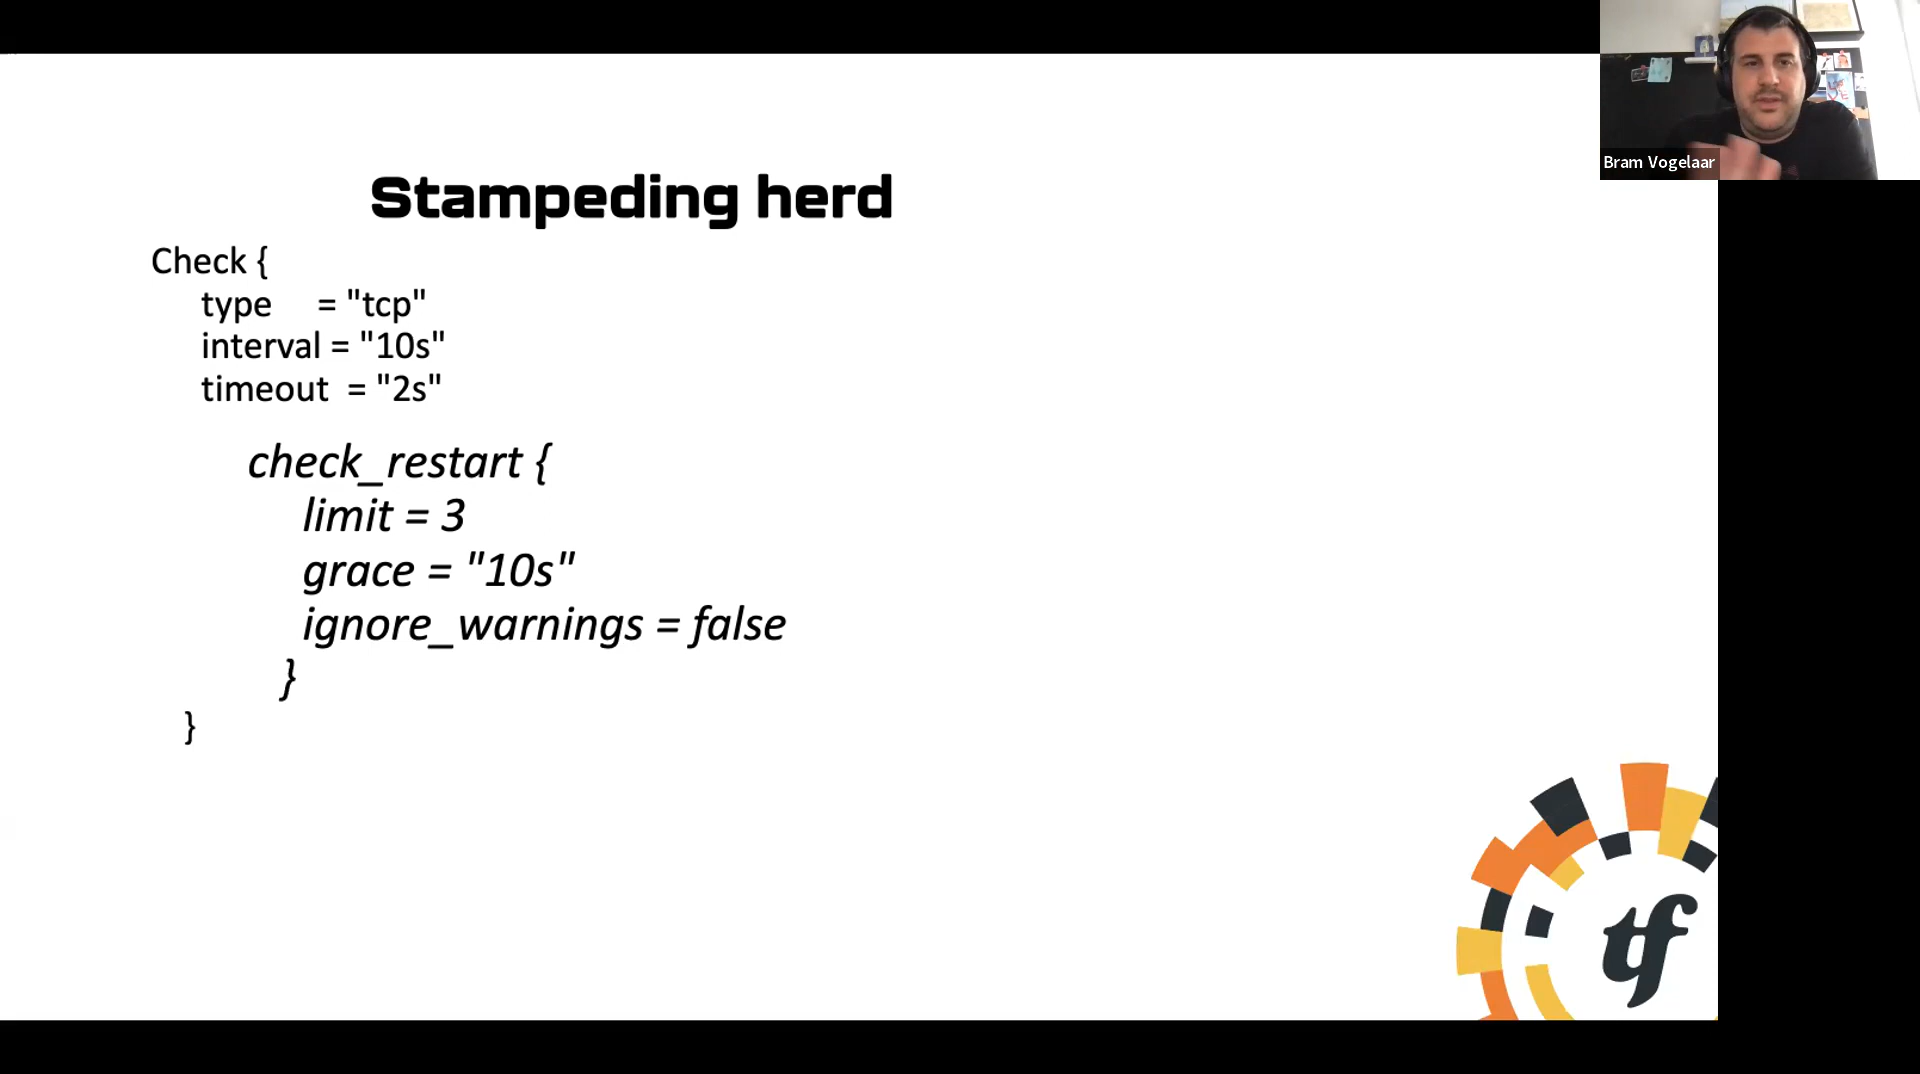 Stampeding herd
Check {
type = "tcp"
interval = "10s"
timeout = "2s"
check_restart {
limit = 3
grace = "10s"
ignore_warnings = false
}
}
Bram Vogelaar
tf